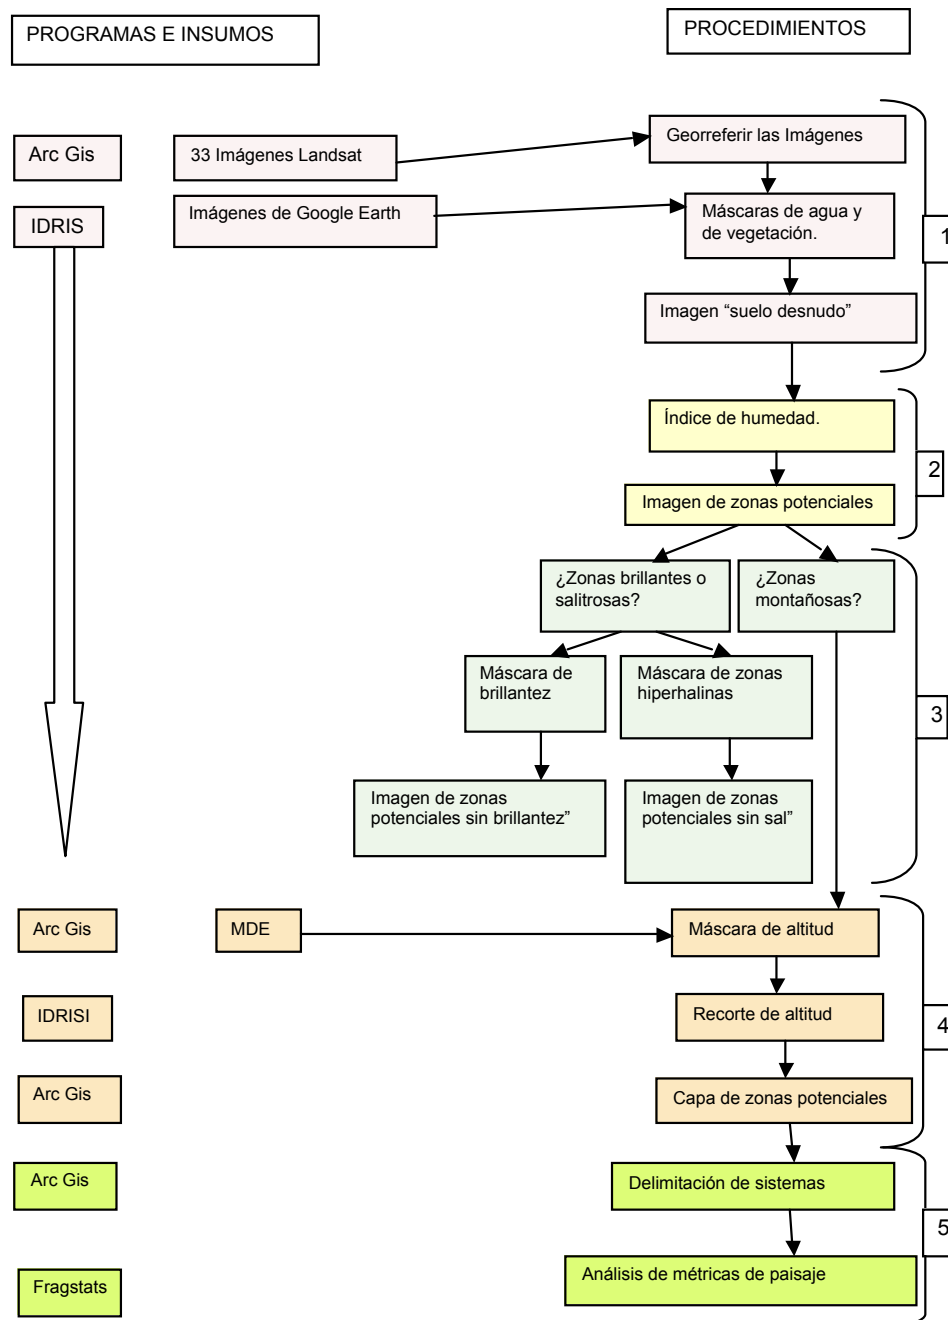 PROGRAMAS E INSUMOS
PROCEDIMIENTOS
Arc Gis
33 Imágenes Landsat
Georreferir las Imágenes
IDRIS
Imágenes de Google Earth
Máscaras de agua y
de vegetación.
1
Imagen “suelo desnudo”
Índice de humedad.
2
Imagen de zonas potenciales
¿Zonas brillantes o
salitrosas?
¿Zonas
montañosas?
Máscara de
brillantez
Máscara de zonas
hiperhalinas
3
Imagen de zonas
potenciales sin brillantez”
Imagen de zonas
potenciales sin sal”
Arc Gis
MDE
Máscara de altitud
IDRISI
Recorte de altitud
4
Arc Gis
Capa de zonas potenciales
Arc Gis
Delimitación de sistemas
5
Fragstats
Análisis de métricas de paisaje